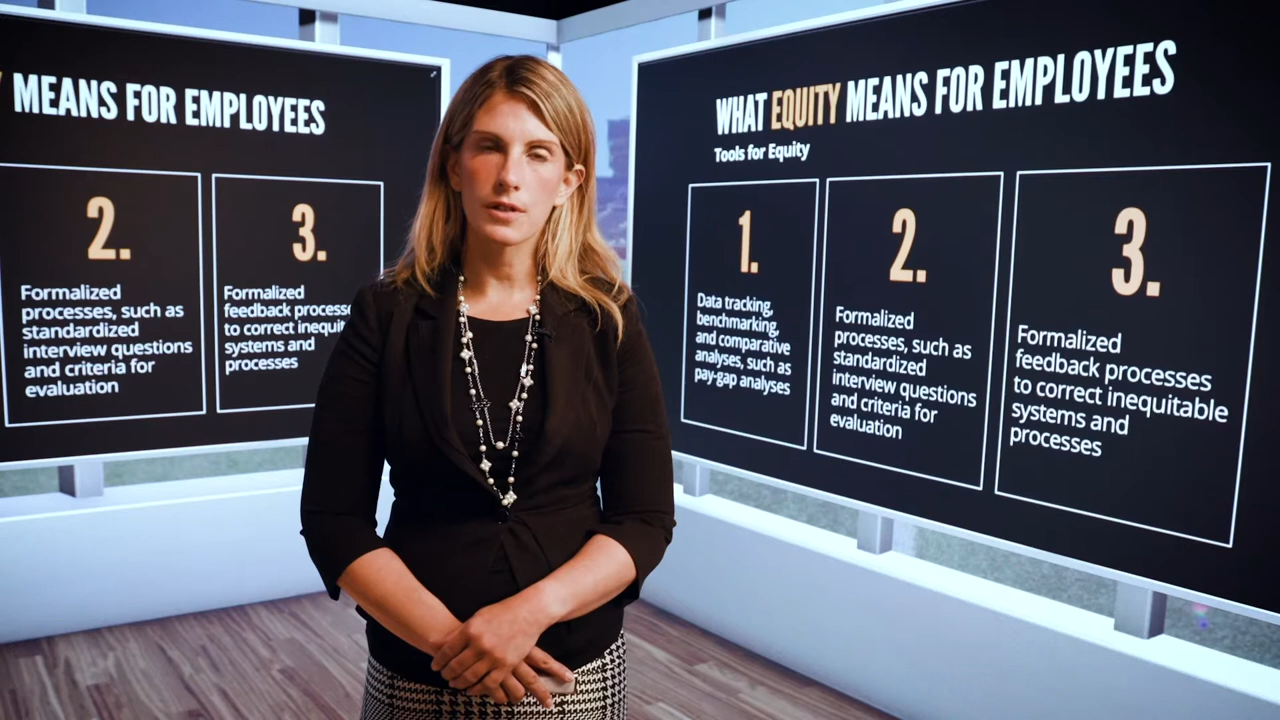 MEANS FOR EMPLOYEES
2.
Formalized
processes, such as
standardized
interview questions
and criteria for
evaluation
3.
Formalized
feedback
to correct
systems and
processes
WHAT EQUITY MEANS FOR EMPLOYEES
Tools for Equity
1.
Data tracking,
benchmarking,
and comparative
analyses, such as
pay-gap analyses
2.
Formalized
processes, such as
standardized
interview questions
and criteria for
evaluation
3.
Formalized
feedback processes
to correct inequitable
systems and
processes